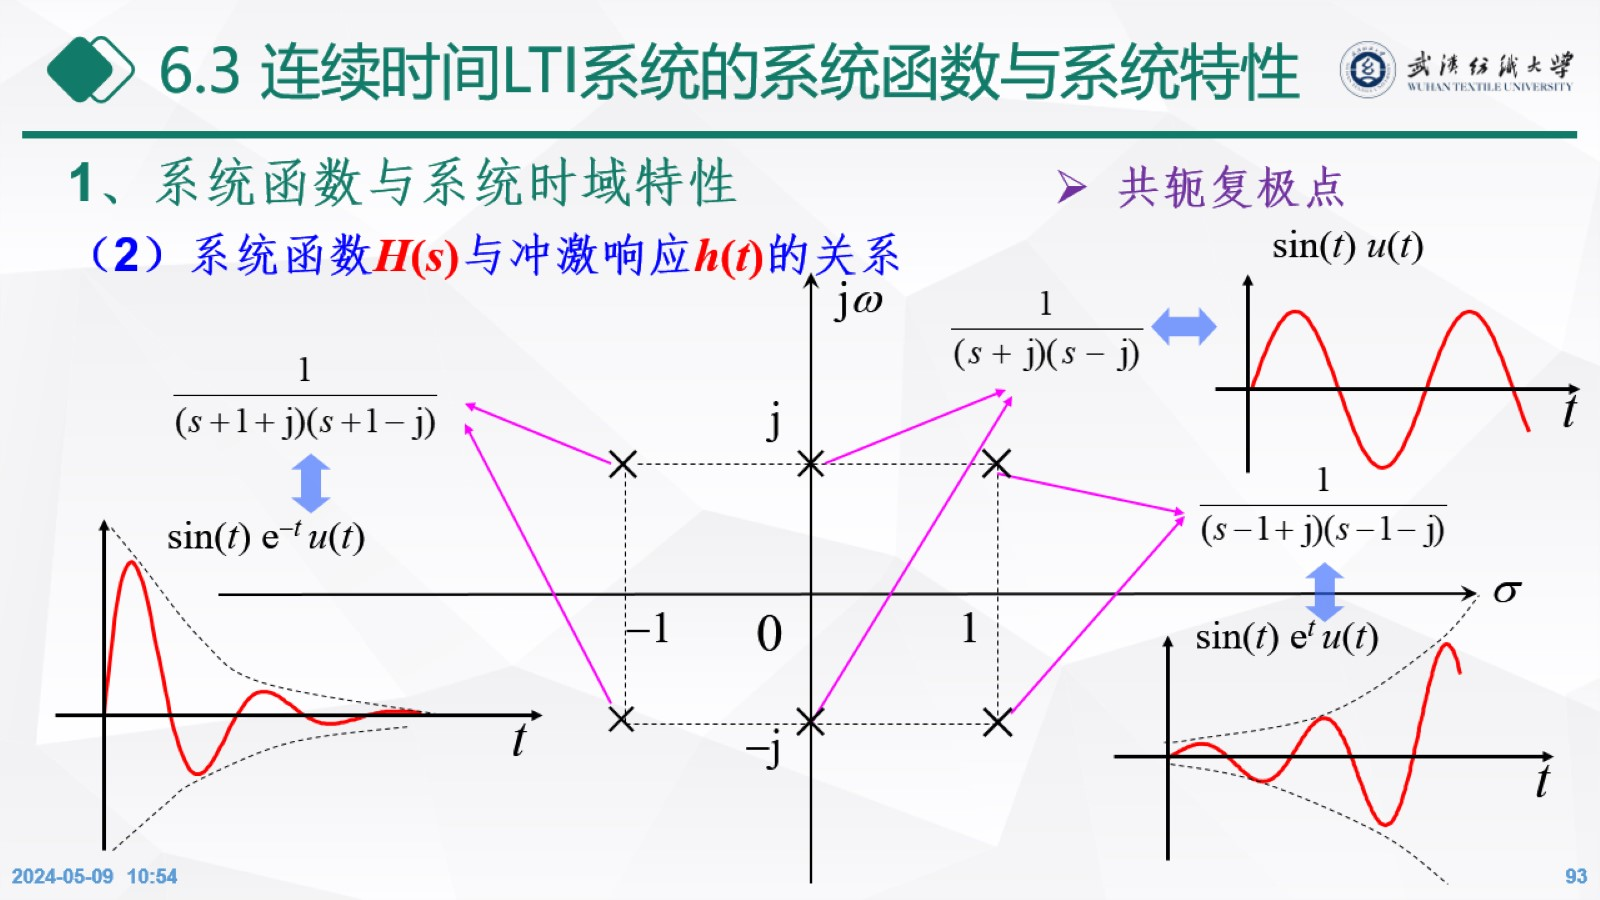 6.3 连续时间LTI系统的系统函数与系统特性
武汉纺织大学
WUHAN TEXTILE UNIVERSITY
1、系统函数与系统时域特性
➢ 共轭复极点
（2）系统函数H(s)与冲激响应h(t)的关系
sin(t) u(t)
jω
1
(s + j)(s − j)
t
1
(s+1+j)(s+1−j)
j
1
(s−1+j)(s−1−j)
sin(t) e^−t u(t)
σ
−1
0
1
sin(t) e^t u(t)
t
−j
t
2024-05-09 10:54
93